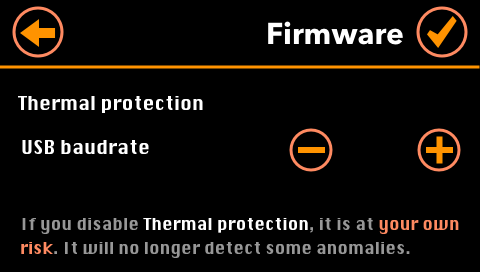 Firmware
Thermal protection
USB baudrate
If you disable Thermal protection, it is at your own
risk. It will no longer detect some anomalies.